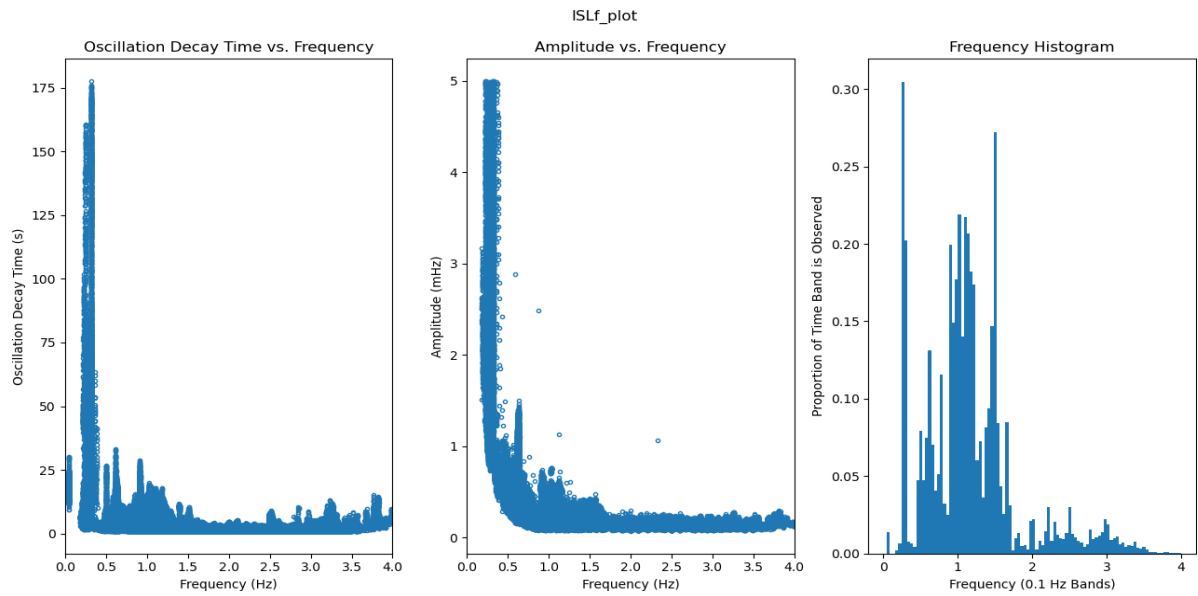 ISLf_plot
Oscillation Decay Time vs. Frequency
Oscillation Decay Time (s)
175
150
125
100
75
50
25
0
0.0 0.5 1.0 1.5 2.0 2.5 3.0 3.5 4.0
Frequency (Hz)
Amplitude vs. Frequency
Amplitude (mHz)
5
4
3
2
1
0
0.0 0.5 1.0 1.5 2.0 2.5 3.0 3.5 4.0
Frequency (Hz)
Frequency Histogram
Proportion of Time Band is Observed
0.30
0.25
0.20
0.15
0.10
0.05
0.00
0 1 2 3 4
Frequency (0.1 Hz Bands)